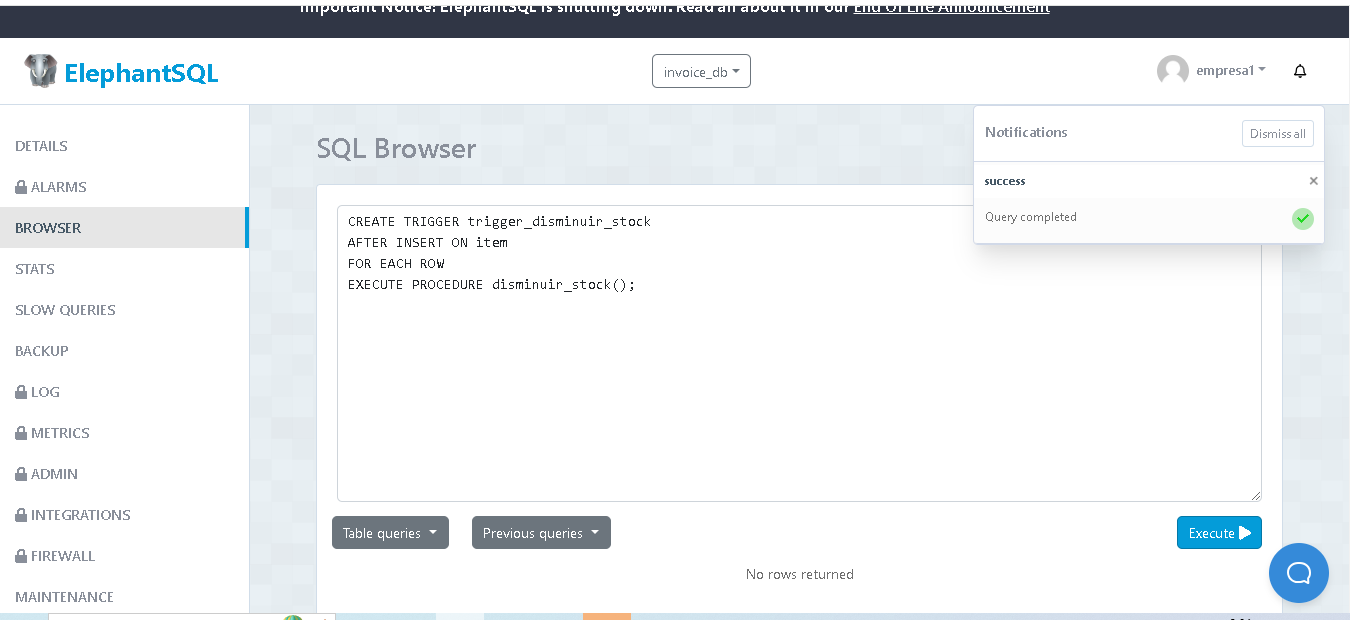 Important Notice: ElephantSQL is shutting down. Read all about it in our End Of Life Announcement
ElephantSQL
invoice_db
empresa1
DETAILS
ALARMS
BROWSER
STATS
SLOW QUERIES
BACKUP
LOG
METRICS
ADMIN
INTEGRATIONS
FIREWALL
MAINTENANCE
SQL Browser
Notifications
Dismiss all
success
×
Query completed
CREATE TRIGGER trigger_disminuir_stock
AFTER INSERT ON item
FOR EACH ROW
EXECUTE PROCEDURE disminuir_stock();
Table queries
Previous queries
Execute
No rows returned